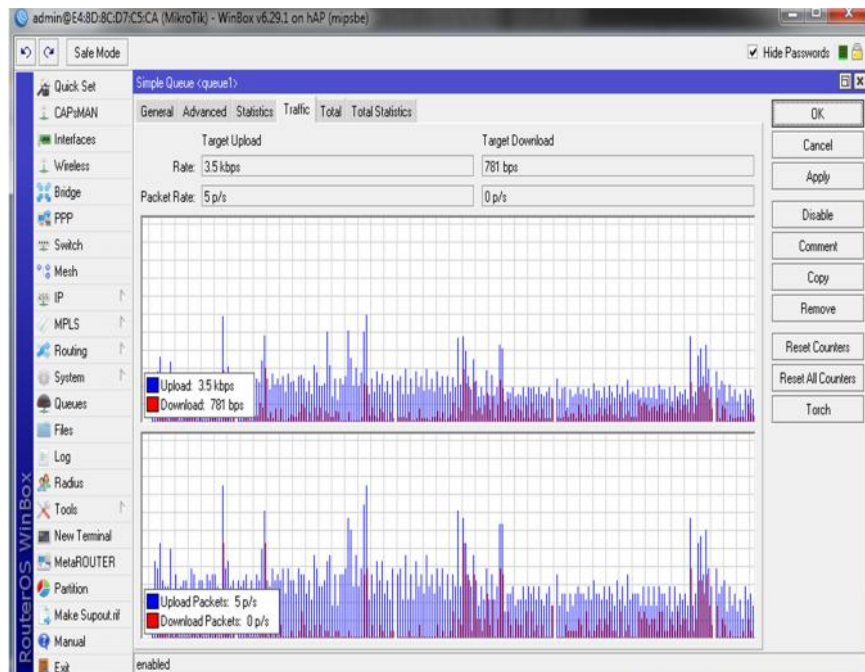 admin@E4:8D:8C:D7:C5:CA (MikroTik) - WinBox v6.29.1 on hAP (mipsbe)
Safe Mode
Hide Passwords
Quick Set
CAPsMAN
Interfaces
Wireless
Bridge
PPP
Switch
Mesh
IP
MPLS
Routing
System
Queues
Files
Log
Radius
Tools
New Terminal
MetaROUTER
Partition
Make Supout.rif
Manual
Exit
RouterOS WinBox
Simple Queue <queue1>
General Advanced Statistics Traffic Total Total Statistics
Target Upload Target Download
Rate: 3.5 kbps 781 bps
Packet Rate: 5 p/s 0 p/s
Upload: 3.5 kbps
Download: 781 bps
Upload Packets: 5 p/s
Download Packets: 0 p/s
enabled
OK
Cancel
Apply
Disable
Comment
Copy
Remove
Reset Counters
Reset All Counters
Torch